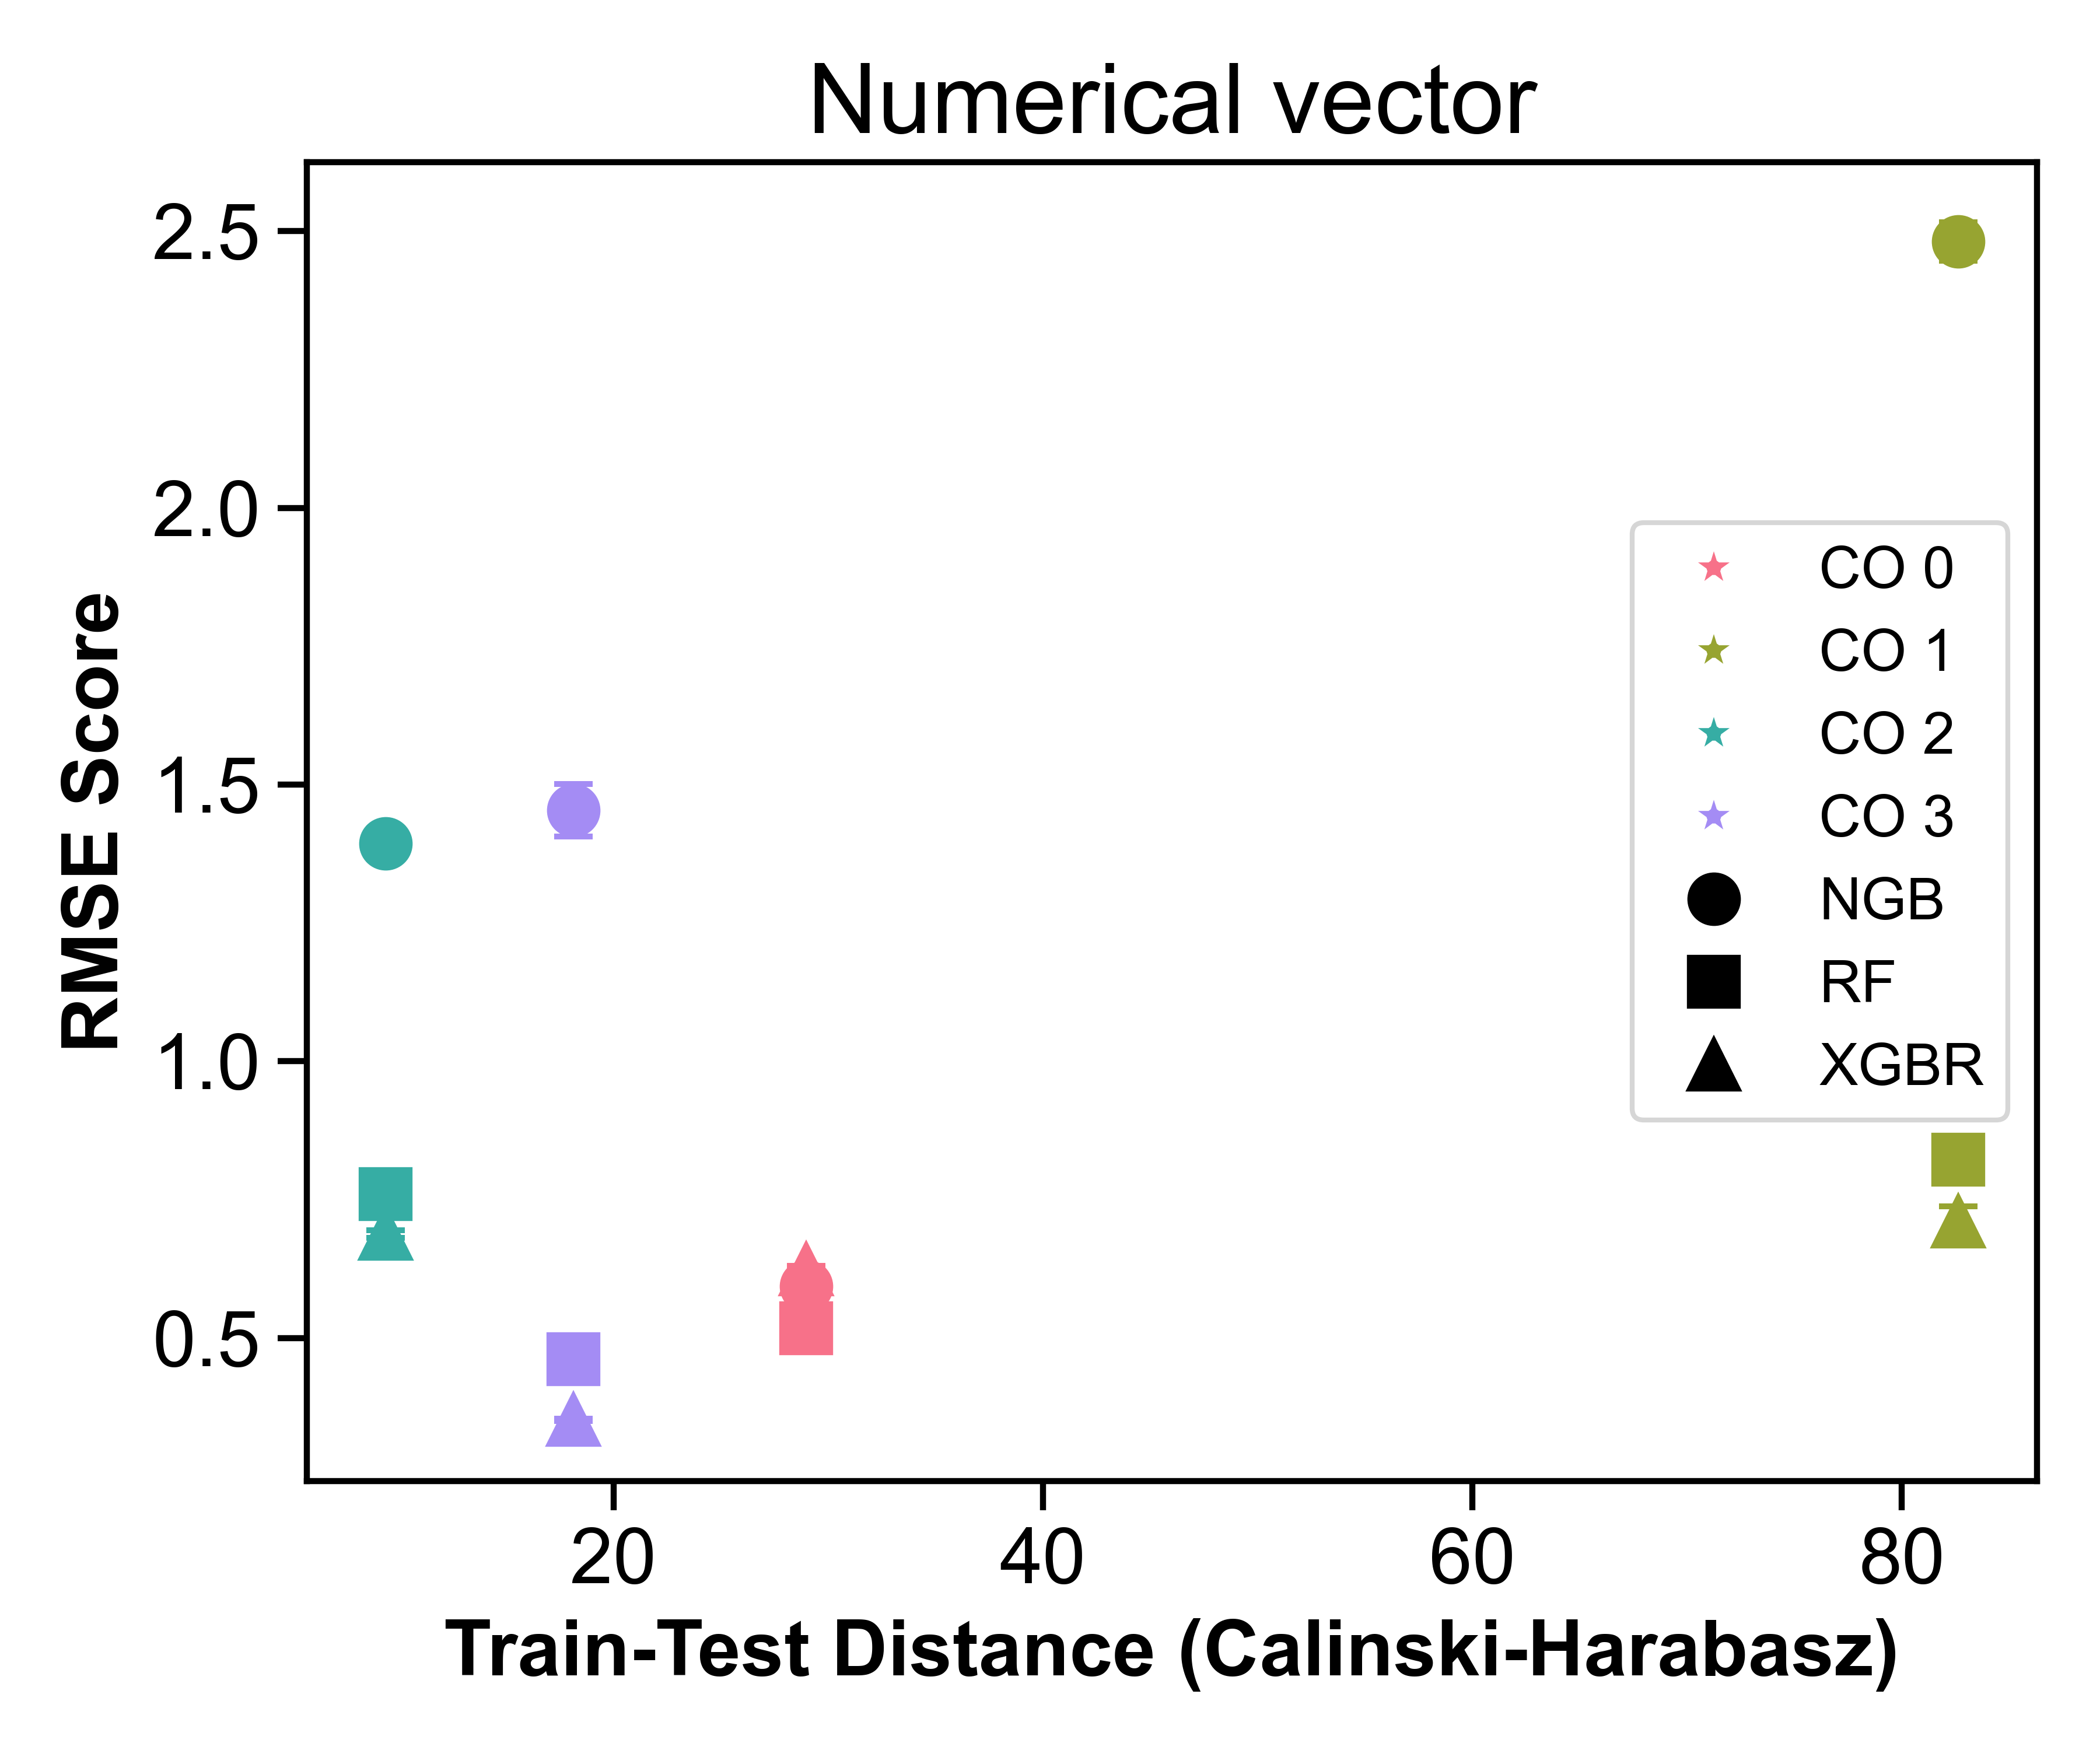 Numerical vector
2.5
2.0
1.5
1.0
0.5
RMSE Score
CO 0
CO 1
CO 2
CO 3
NGB
RF
XGBR
20 40 60 80
Train-Test Distance (Calinski-Harabasz)